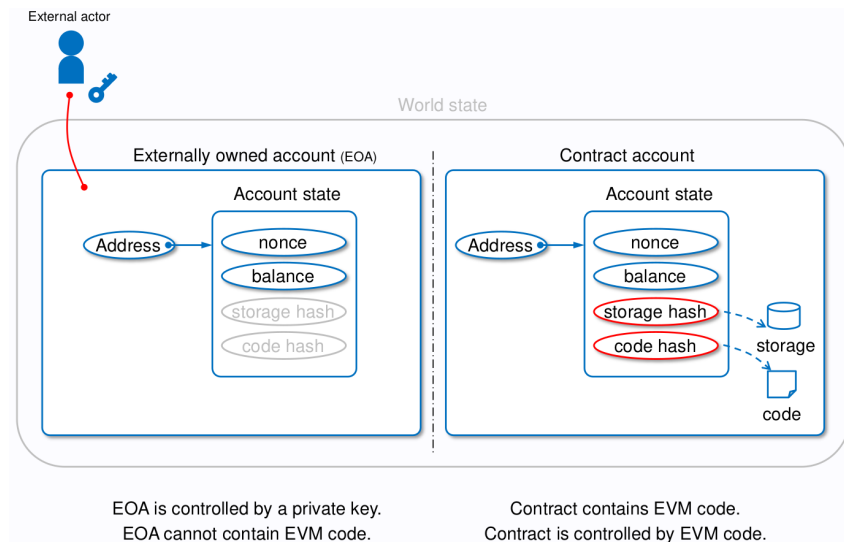 External actor
World state
Externally owned account (EOA)
Account state
Address
nonce
balance
storage hash
code hash
Contract account
Account state
Address
nonce
balance
storage hash
code hash
storage
code
EOA is controlled by a private key.
EOA cannot contain EVM code.
Contract contains EVM code.
Contract is controlled by EVM code.